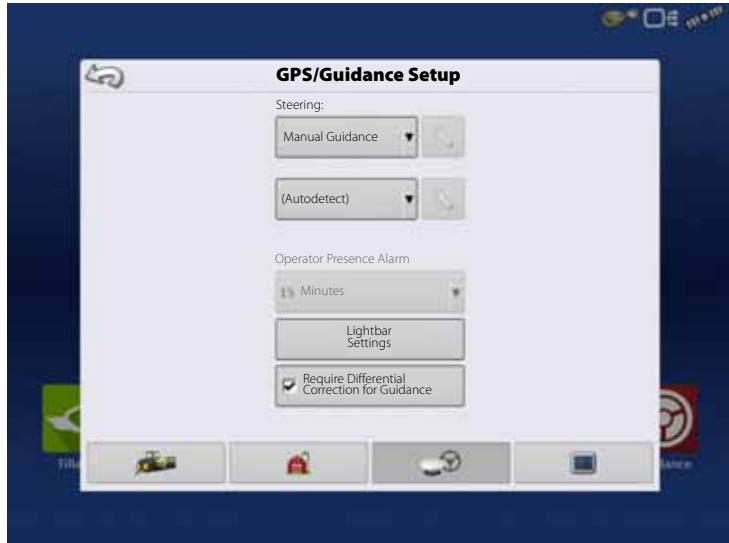 GPS/Guidance Setup
Steering:
Manual Guidance
(Autodetect)
Operator Presence Alarm
15 Minutes
Lightbar
Settings
Require Differential
Correction for Guidance